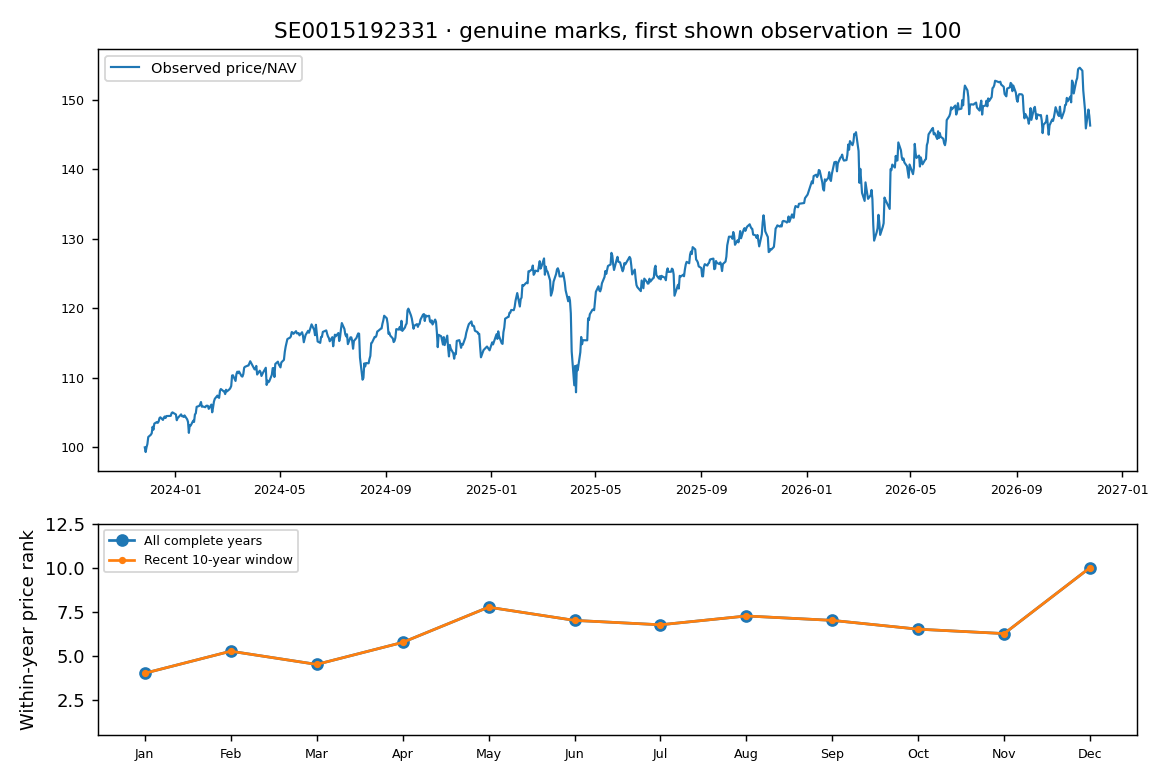 SE0015192331 · genuine marks, first shown observation = 100
Observed price/NAV
150
140
130
120
110
100
2024-01 2024-05 2024-09 2025-01 2025-05 2025-09 2026-01 2026-05 2026-09 2027-01
Within-year price rank
12.5
10.0
7.5
5.0
2.5
All complete years
Recent 10-year window
Jan Feb Mar Apr May Jun Jul Aug Sep Oct Nov Dec